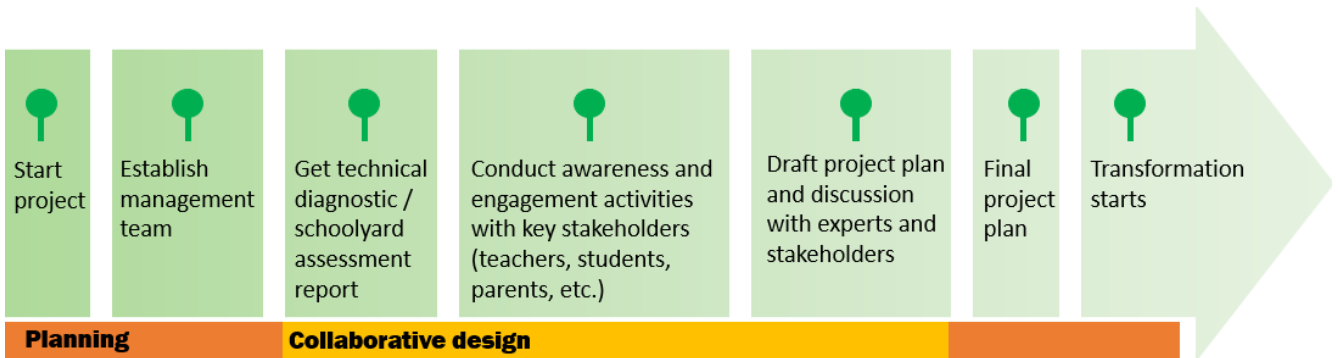 Start
project
Establish
management
team
Get technical
diagnostic /
schoolyard
assessment
report
Conduct awareness and
engagement activities
with key stakeholders
(teachers, students,
parents, etc.)
Draft project plan
and discussion
with experts and
stakeholders
Final
project
plan
Transformation
starts
Planning
Collaborative design